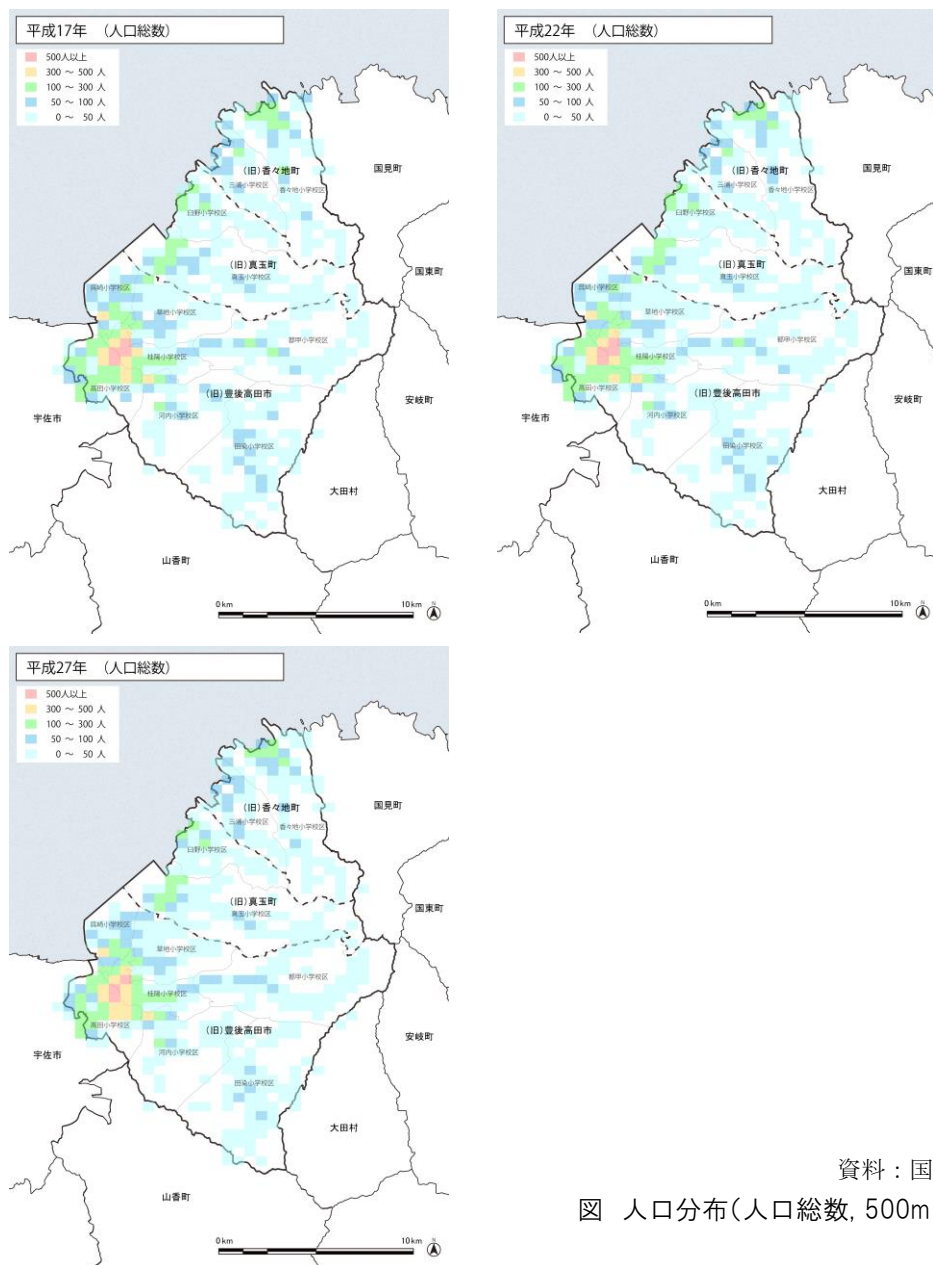 平成17年 (人口総数)
500人以上
300 ～ 500 人
100 ～ 300 人
50 ～ 100 人
0 ～ 50 人
国見町
(旧)香々地町
三浦小学校区
香々地小学校区
臼野小学校区
(旧)真玉町
真玉小学校区
国東町
呉崎小学校区
草地小学校区
都甲小学校区
桂陽小学校区
高田小学校区
(旧)豊後高田市
安岐町
宇佐市
河内小学校区
田染小学校区
大田村
山香町
0km 10km N
平成22年 (人口総数)
500人以上
300 ～ 500 人
100 ～ 300 人
50 ～ 100 人
0 ～ 50 人
国見町
(旧)香々地町
三浦小学校区
香々地小学校区
臼野小学校区
(旧)真玉町
真玉小学校区
国東町
呉崎小学校区
草地小学校区
都甲小学校区
桂陽小学校区
高田小学校区
(旧)豊後高田市
安岐町
宇佐市
河内小学校区
田染小学校区
大田村
山香町
0km 10km N
平成27年 (人口総数)
500人以上
300 ～ 500 人
100 ～ 300 人
50 ～ 100 人
0 ～ 50 人
国見町
(旧)香々地町
三浦小学校区
香々地小学校区
臼野小学校区
(旧)真玉町
真玉小学校区
国東町
呉崎小学校区
草地小学校区
都甲小学校区
桂陽小学校区
高田小学校区
(旧)豊後高田市
安岐町
宇佐市
河内小学校区
田染小学校区
大田村
山香町
0km 10km N
資料：国
図 人口分布(人口総数, 500m